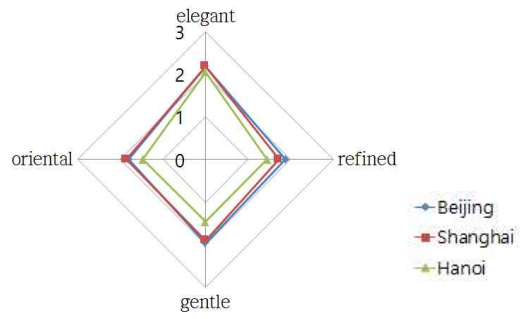 elegant
3
2
1
oriental
0
refined
Beijing
Shanghai
Hanoi
gentle